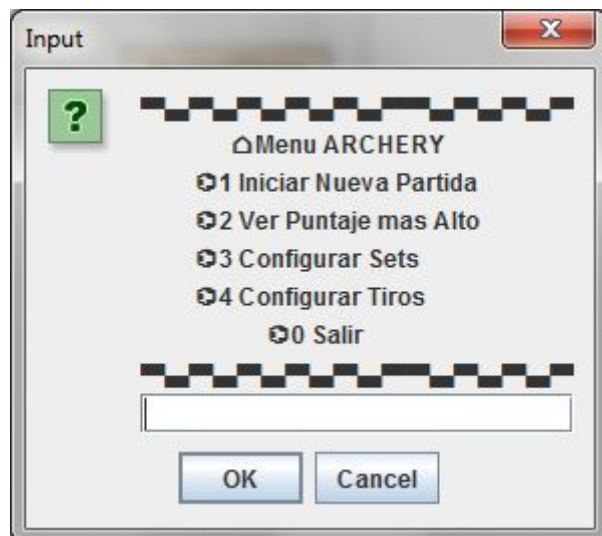 Input
⌂Menu ARCHERY
⌬1 Iniciar Nueva Partida
⌬2 Ver Puntaje mas Alto
⌬3 Configurar Sets
⌬4 Configurar Tiros
⌬0 Salir
OK Cancel